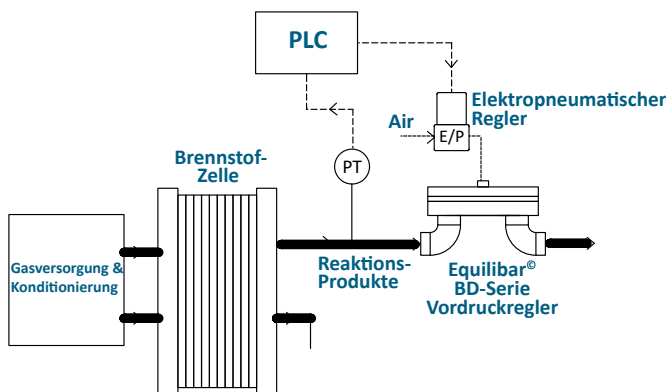 PLC
Elektropneumatischer
Regler
Air
E/P
Brennstof-
Zelle
PT
Gasversorgung &
Konditionierung
Reaktions-
Produkte
Equilibar©
BD-Serie
Vordruckregler